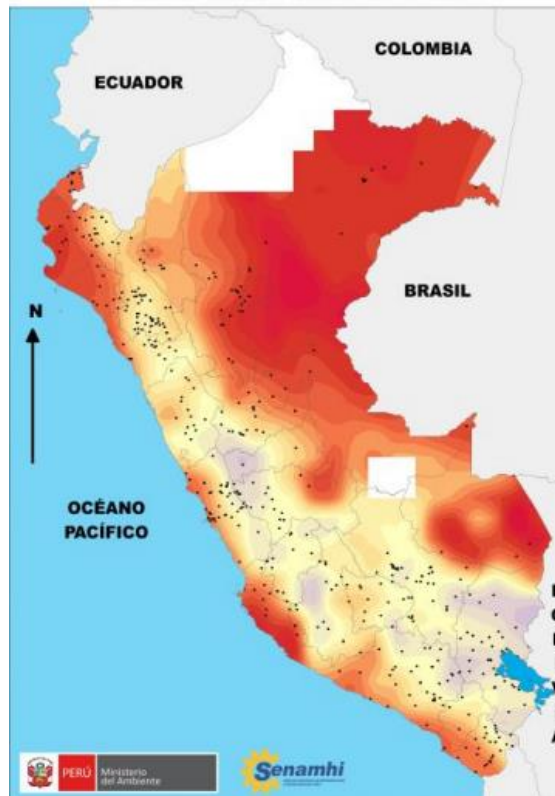 COLOMBIA
ECUADOR
BRASIL
N
OCÉANO
PACÍFICO
PERÚ
Ministerio
del Ambiente
Senamhi